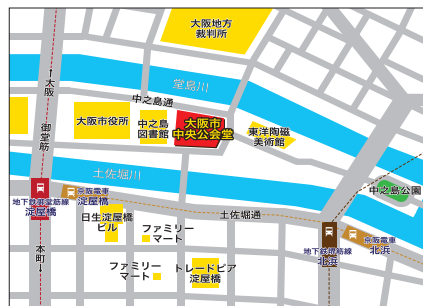 大阪地方
裁判所
↑大阪
堂島川
中之島通
御堂筋
大阪市役所
中之島
図書館
大阪市
中央公会堂
東洋陶磁
美術館
土佐堀川
中之島公園
地下鉄御堂筋線
淀屋橋
京阪電車
淀屋橋
土佐堀通
日生淀屋橋
ビル
ファミリー
マート
地下鉄堺筋線
北浜
京阪電車
北浜
本町↓
ファミリー
マート
トレードピア
淀屋橋